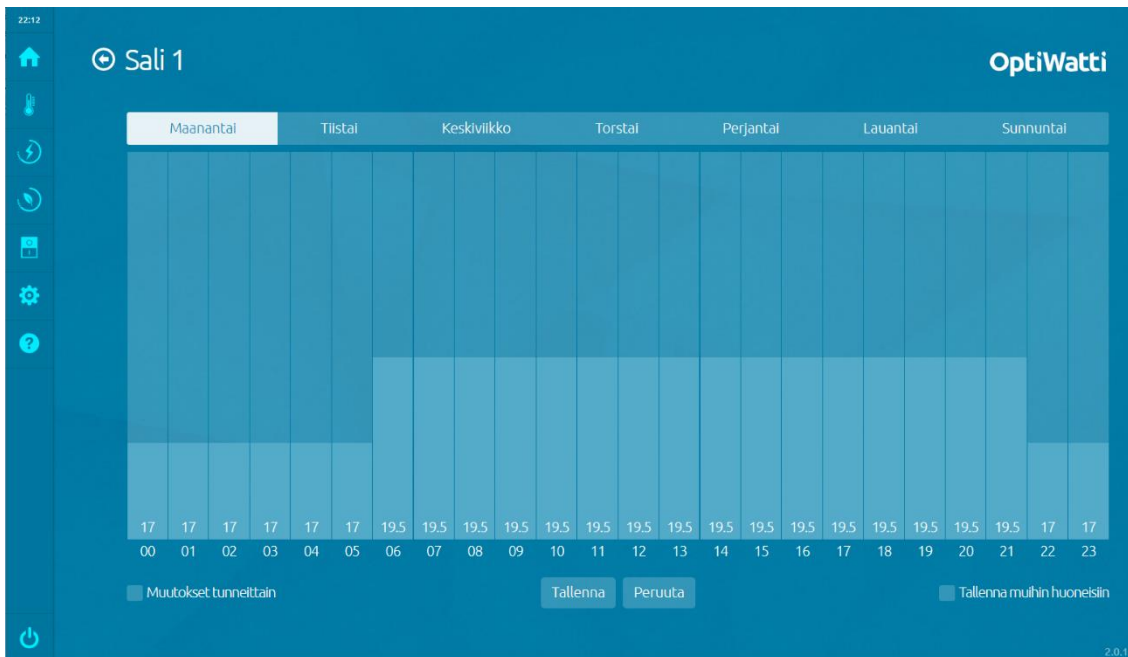 22:12
Sali 1
OptiWatti
Maanantai Tiistai Keskiviikko Torstai Perjantai Lauantai Sunnuntai
17 17 17 17 17 17 19.5 19.5 19.5 19.5 19.5 19.5 19.5 19.5 19.5 19.5 19.5 19.5 19.5 19.5 19.5 19.5 17 17
00 01 02 03 04 05 06 07 08 09 10 11 12 13 14 15 16 17 18 19 20 21 22 23
Muutokset tunneittain Tallenna Peruuta Tallenna muihin huoneisiin
2.0.1